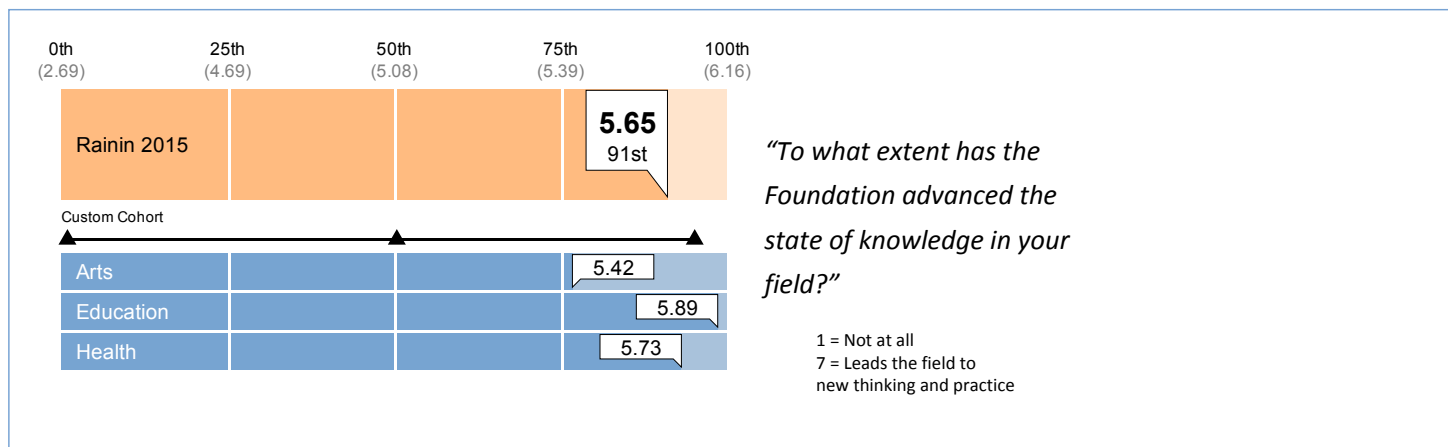 0th 25th 50th 75th 100th
(2.69) (4.69) (5.08) (5.39) (6.16)
Rainin 2015
5.65
91st
Custom Cohort
Arts 5.42
Education 5.89
Health 5.73
“To what extent has the
Foundation advanced the
state of knowledge in your
field?”
1 = Not at all
7 = Leads the field to
new thinking and practice